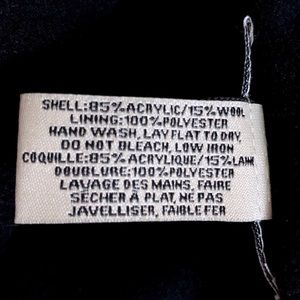 SHELL:85%ACRYLIC/15%WOOL
LINING:100%POLYESTER
HAND WASH, LAY FLAT TO DRY,
DO NOT BLEACH, LOW IRON
COQUILLE:85%ACRYLIQUE/15%LAINE
DOUBLURE:100%POLYESTER
LAVAGE DES MAINS, FAIRE
SÉCHER À PLAT, NE PAS
JAVELLISER, FAIBLE FER